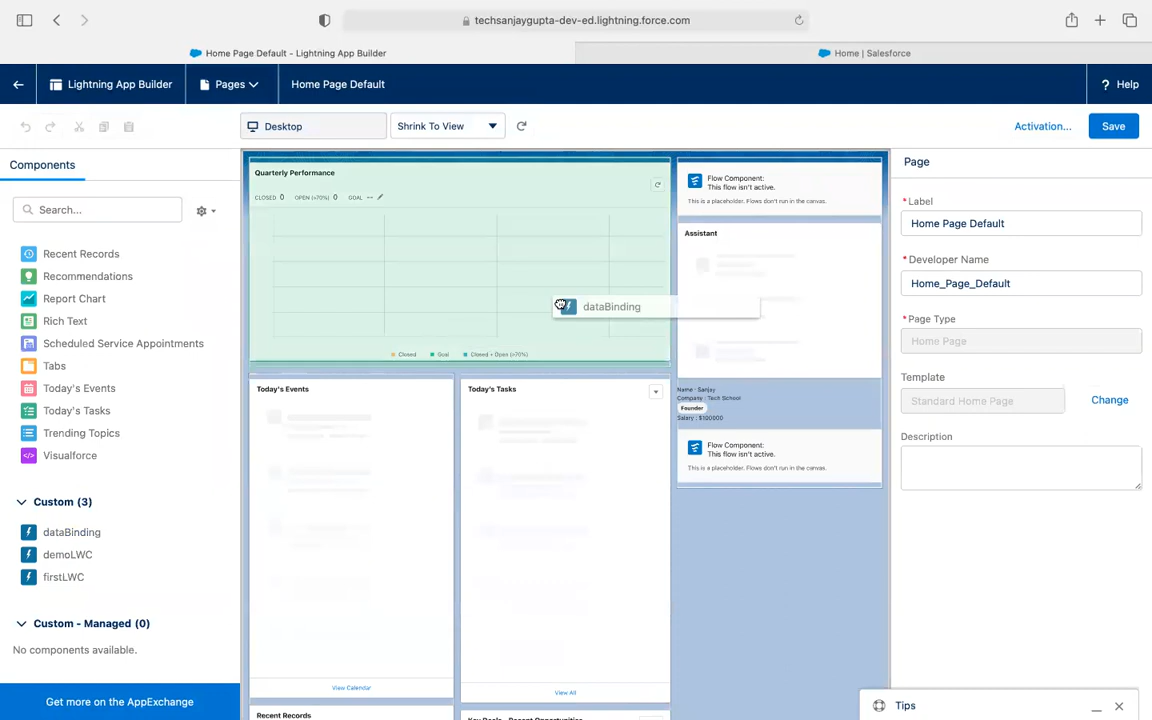 techsanjaygupta-dev-ed.lightning.force.com
Home Page Default - Lightning App Builder
Home | Salesforce
Lightning App Builder
Pages
Home Page Default
? Help
Desktop
Shrink To View
Activation...
Save
Components
Search...
Recent Records
Recommendations
Report Chart
Rich Text
Scheduled Service Appointments
Tabs
Today's Events
Today's Tasks
Trending Topics
Visualforce
Custom (3)
dataBinding
demoLWC
firstLWC
Custom - Managed (0)
No components available.
Get more on the AppExchange
Quarterly Performance
CLOSED 0 OPEN (>70%) 0 GOAL --
dataBinding
Closed Goal Closed + Open (>70%)
Today's Events
View Calendar
Recent Records
Today's Tasks
View All
Key Deals - Recent Opportunities
Flow Component:
This flow isn't active.
This is a placeholder. Flows don't run in the canvas.
Assistant
Name - Sanjay
Company : Tech School
Founder
Salary : $100000
Flow Component:
This flow isn't active.
This is a placeholder. Flows don't run in the canvas.
Page
* Label
Home Page Default
* Developer Name
Home_Page_Default
* Page Type
Home Page
Template
Standard Home Page
Change
Description
Tips